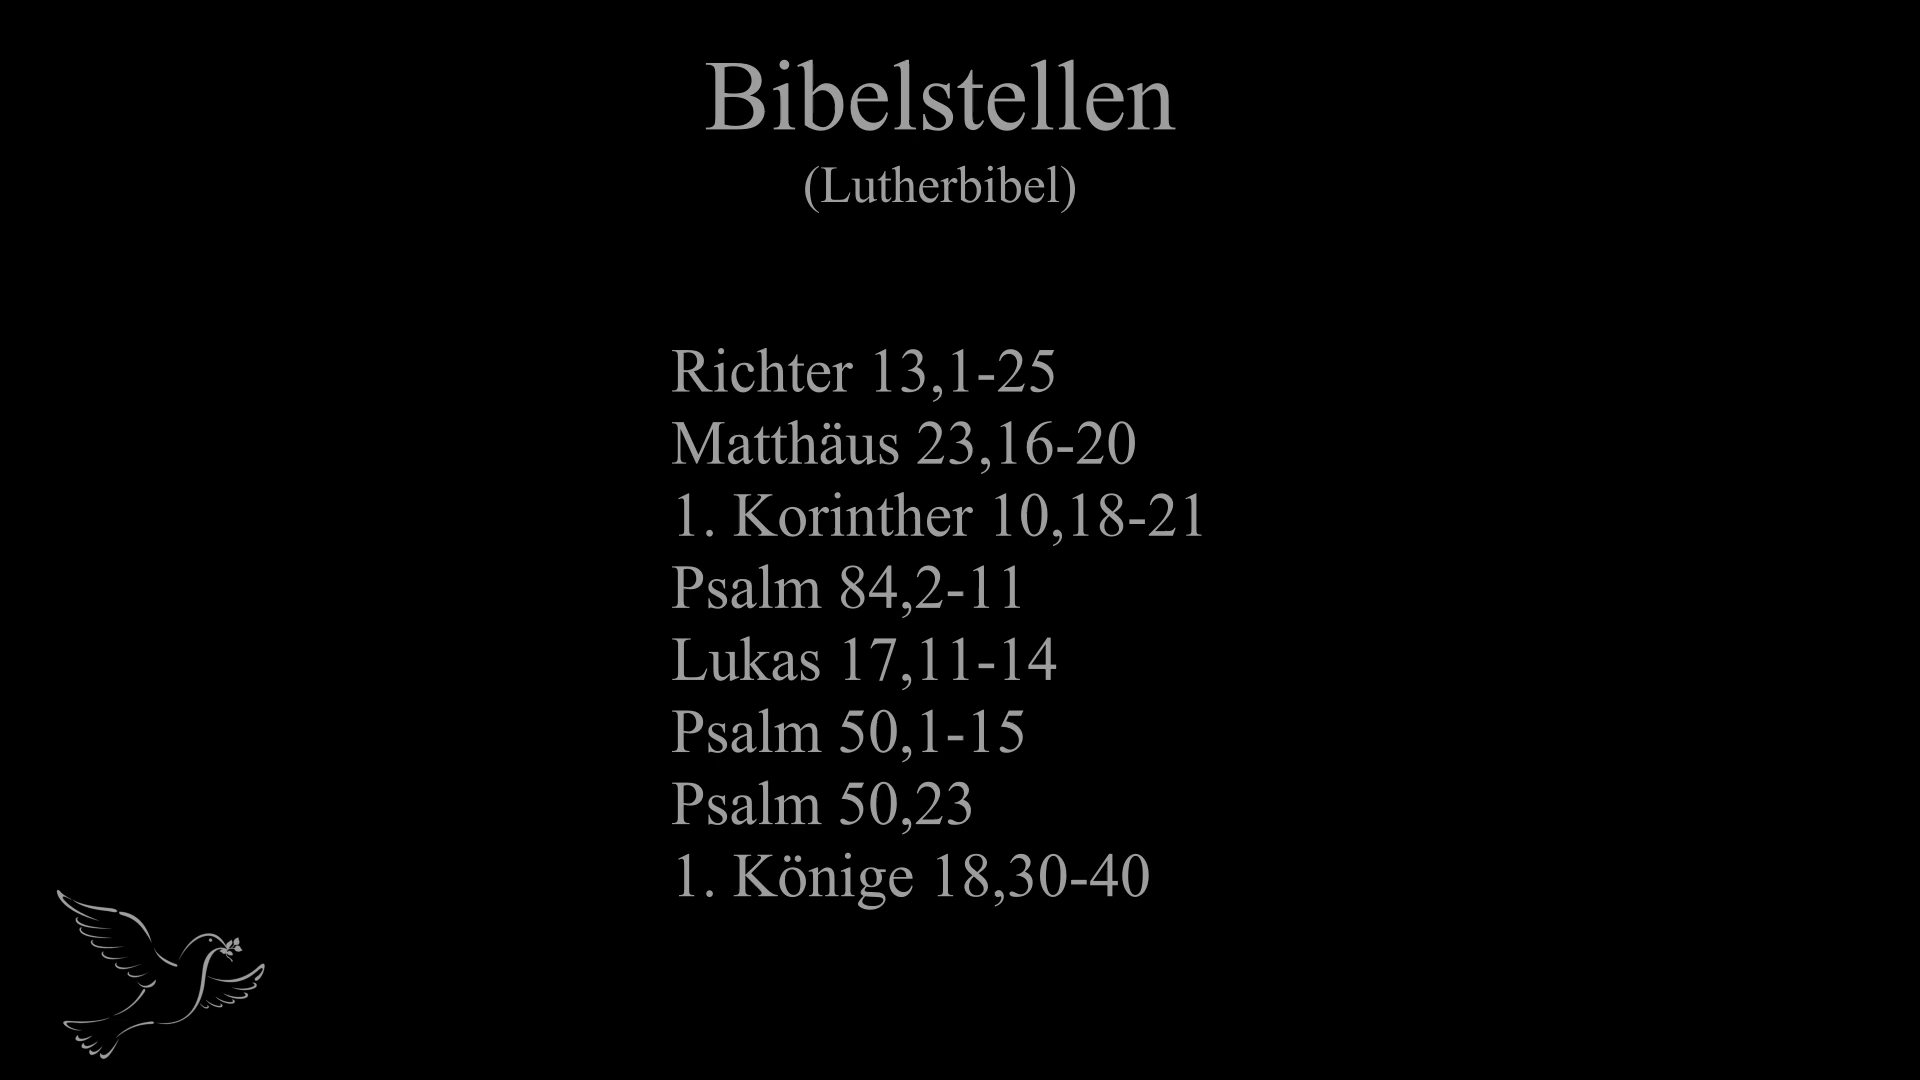 Bibelstellen
(Lutherbibel)
Richter 13,1-25
Matthäus 23,16-20
1. Korinther 10,18-21
Psalm 84,2-11
Lukas 17,11-14
Psalm 50,1-15
Psalm 50,23
1. Könige 18,30-40